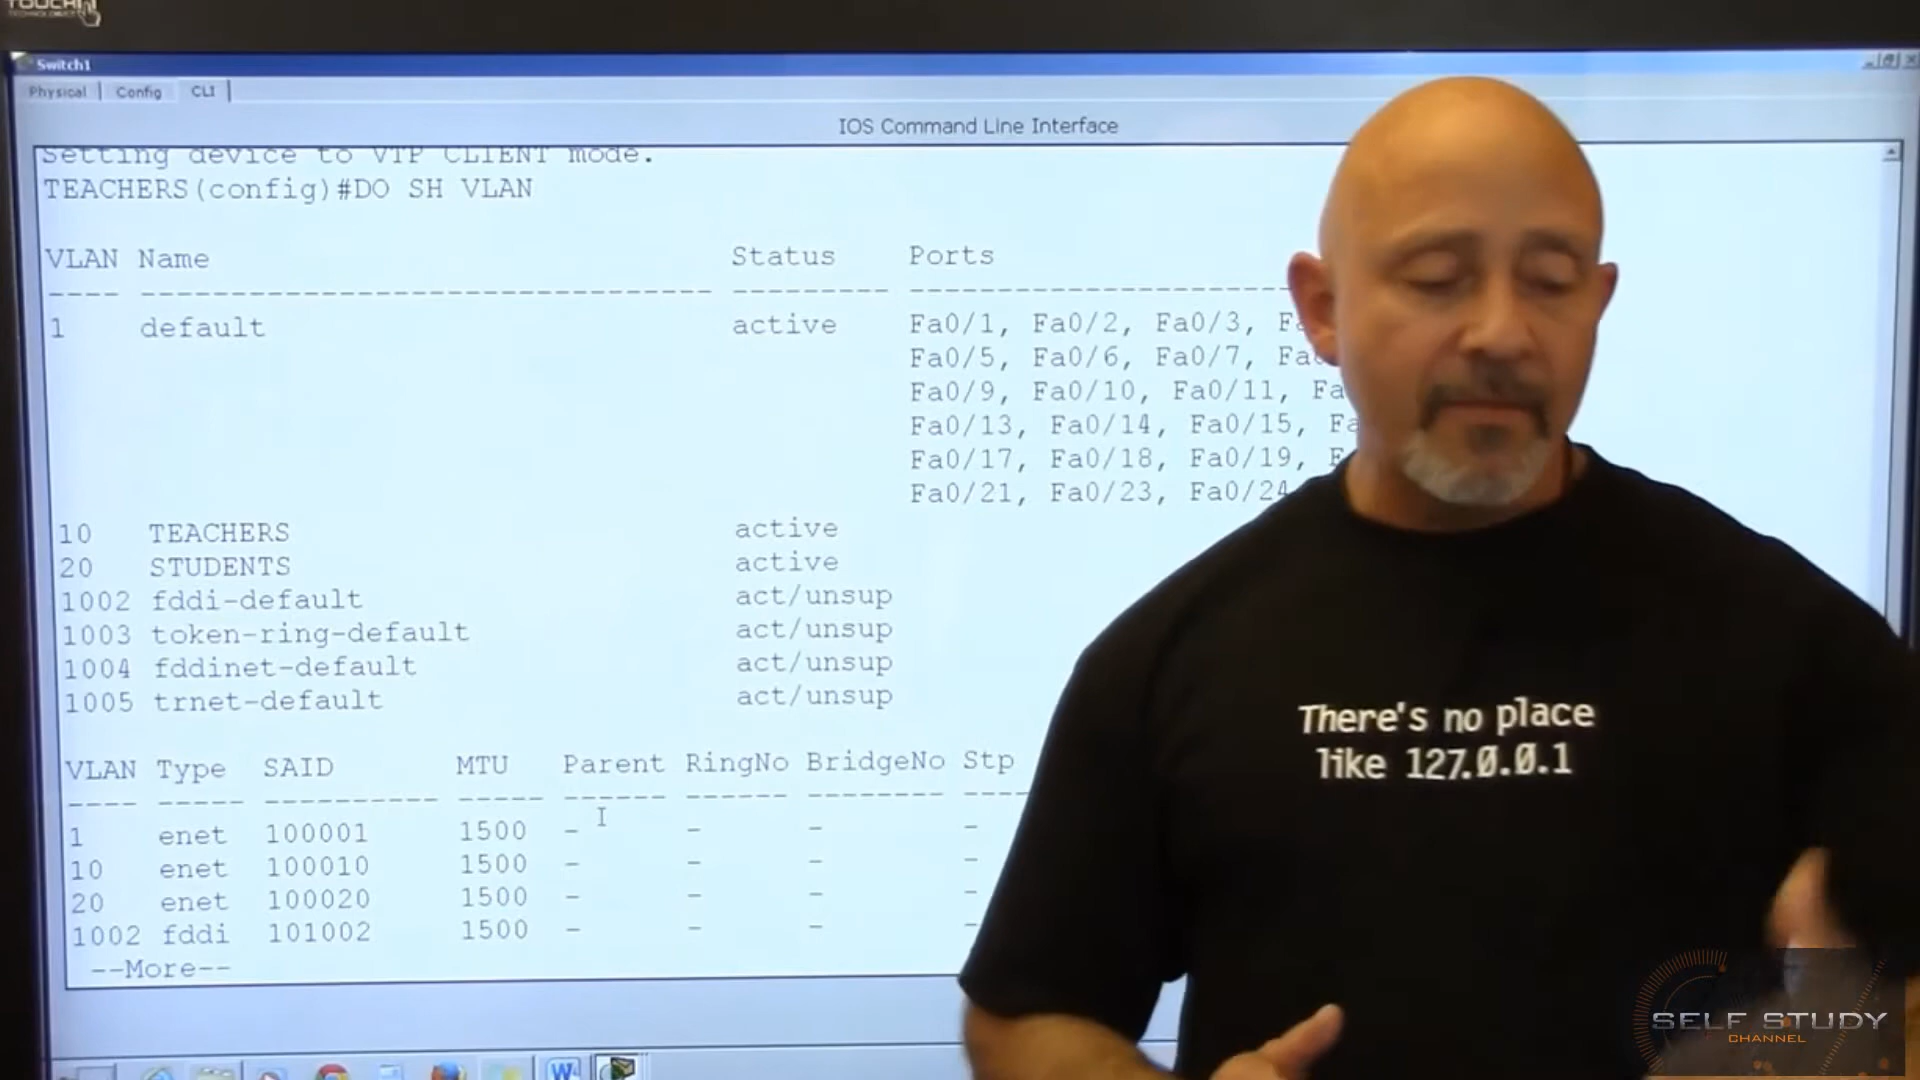 Switch1
Physical Config CLI
IOS Command Line Interface
Setting device to VTP CLIENT mode.
TEACHERS(config)#DO SH VLAN
VLAN Name Status Ports
---- -------------------------------- --------- -------------------------------
1 default active Fa0/1, Fa0/2, Fa0/3,
Fa0/5, Fa0/6, Fa0/7,
Fa0/9, Fa0/10, Fa0/11,
Fa0/13, Fa0/14, Fa0/15,
Fa0/17, Fa0/18, Fa0/19,
Fa0/21, Fa0/23, Fa0/24
10 TEACHERS active
20 STUDENTS active
1002 fddi-default act/unsup
1003 token-ring-default act/unsup
1004 fddinet-default act/unsup
1005 trnet-default act/unsup
VLAN Type SAID MTU Parent RingNo BridgeNo Stp
---- ----- ---------- ----- ------ ------ -------- ----
1 enet 100001 1500 - - - -
10 enet 100010 1500 - - - -
20 enet 100020 1500 - - - -
1002 fddi 101002 1500 - - - -
--More--
There's no place
like 127.0.0.1
SELF STUDY
CHANNEL